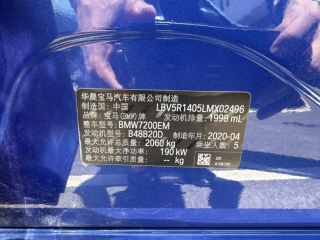 华晨宝马汽车有限公司制造
制造国: 中国 LBV5R1405LMX02496
品牌: 宝马(BMW)牌 发动机排量: 1998 mL
整车型号: BMW7200EM
发动机型号: B48B20D 制造年月: 2020-04
最大允许总质量: 2060 kg 乘坐人数: 5
发动机最大净功率: 190 kW
最大允许牵引质量: -- kg